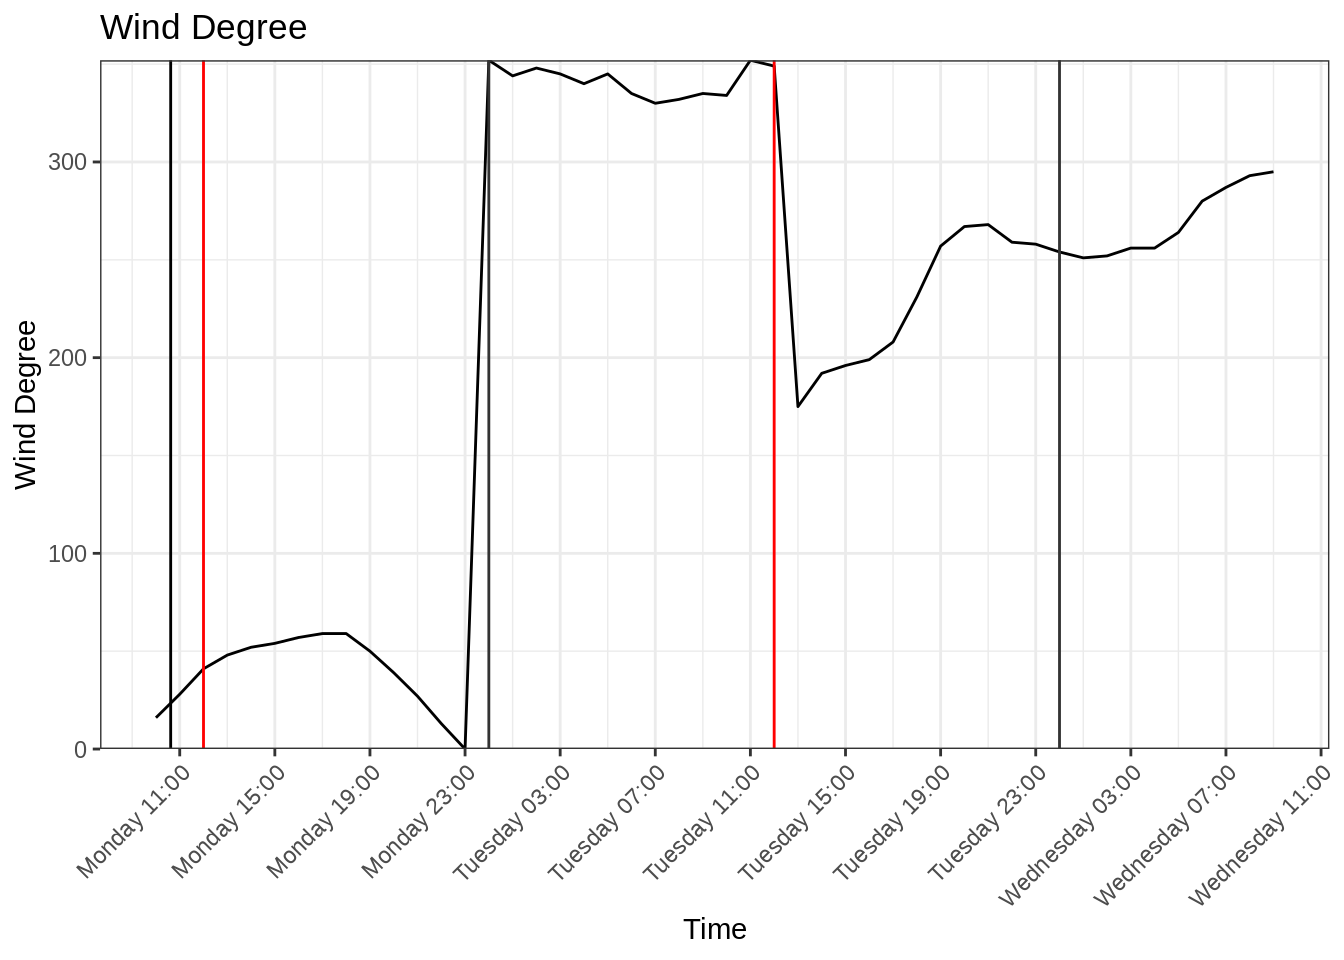 Wind Degree
Wind Degree
300
200
100
0
Monday 11:00
Monday 15:00
Monday 19:00
Monday 23:00
Tuesday 03:00
Tuesday 07:00
Tuesday 11:00
Tuesday 15:00
Tuesday 19:00
Tuesday 23:00
Wednesday 03:00
Wednesday 07:00
Wednesday 11:00
Time